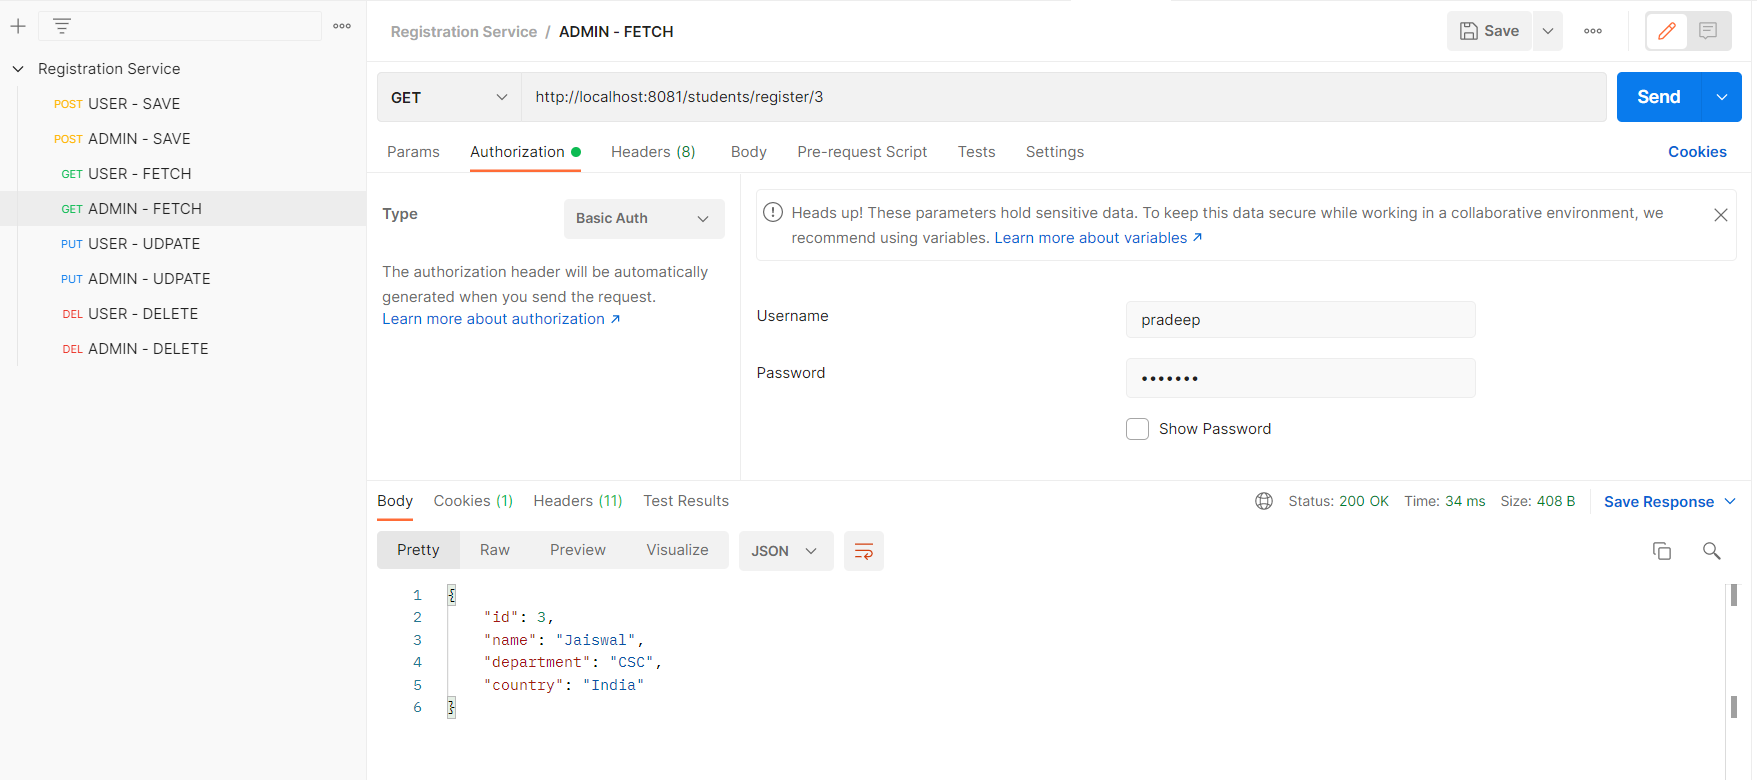 Registration Service
POST USER - SAVE
POST ADMIN - SAVE
GET USER - FETCH
GET ADMIN - FETCH
PUT USER - UDPATE
PUT ADMIN - UDPATE
DEL USER - DELETE
DEL ADMIN - DELETE
Registration Service / ADMIN - FETCH
Save
GET http://localhost:8081/students/register/3
Send
Params Authorization Headers (8) Body Pre-request Script Tests Settings Cookies
Type Basic Auth
The authorization header will be automatically
generated when you send the request.
Learn more about authorization ↗
Heads up! These parameters hold sensitive data. To keep this data secure while working in a collaborative environment, we
recommend using variables. Learn more about variables ↗
Username pradeep
Password •••••••
Show Password
Body Cookies (1) Headers (11) Test Results Status: 200 OK Time: 34 ms Size: 408 B Save Response
Pretty Raw Preview Visualize JSON
1 {
2 "id": 3,
3 "name": "Jaiswal",
4 "department": "CSC",
5 "country": "India"
6 }